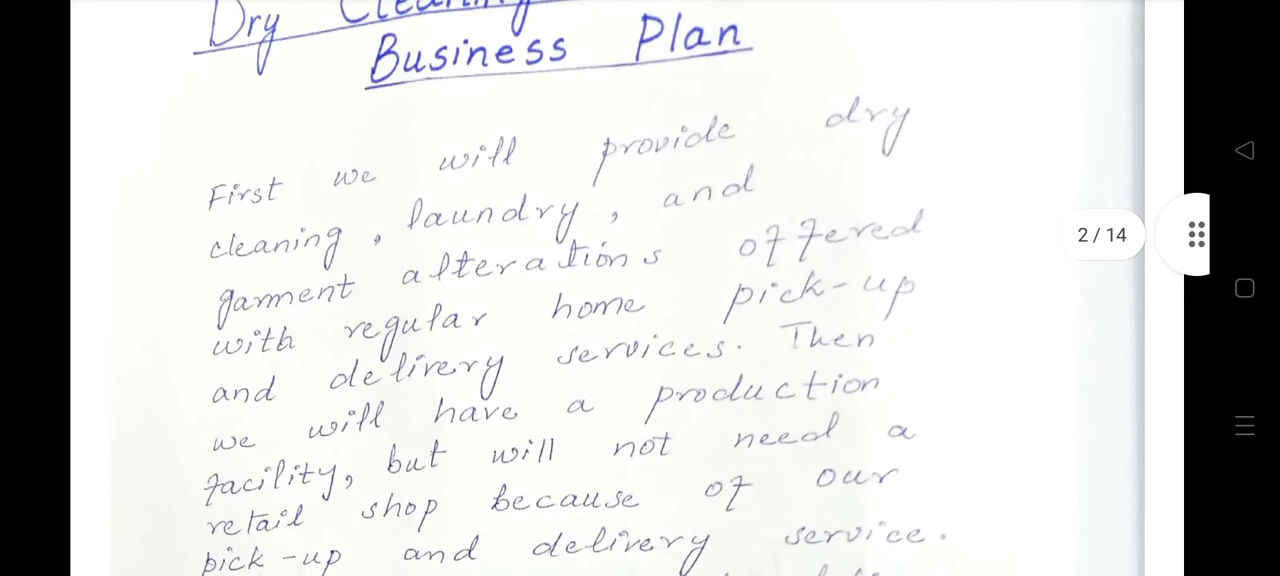 Dry Cleaning
Business Plan
First we will provide dry
cleaning, laundry, and
garment alterations offered
with regular home pick-up
and delivery services. Then
we will have a production
facility, but will not need a
retail shop because of our
pick-up and delivery service.
2 / 14